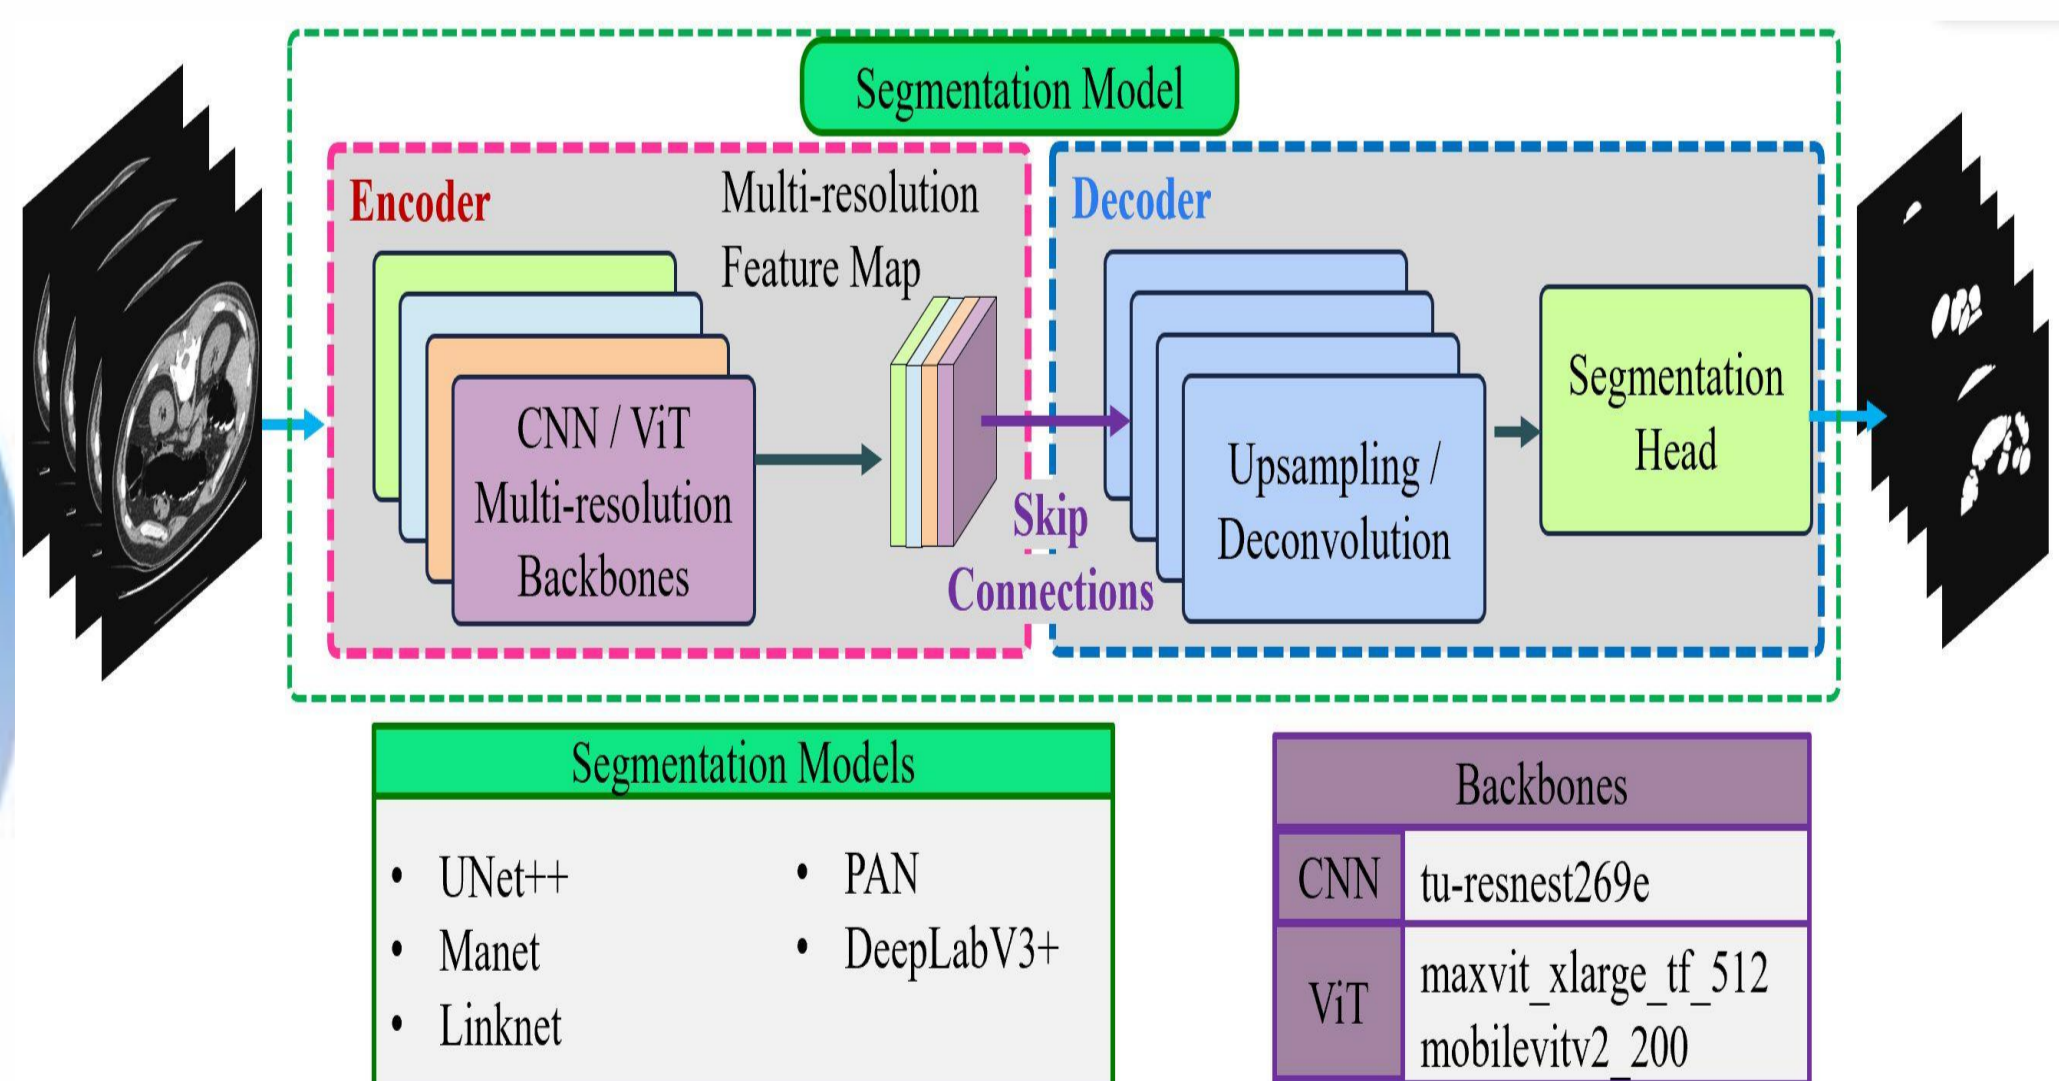 Segmentation Model
Encoder
Multi-resolution
Feature Map
CNN / ViT
Multi-resolution
Backbones
Skip
Connections
Decoder
Upsampling /
Deconvolution
Segmentation
Head
Segmentation Models
• UNet++
• Manet
• Linknet
• PAN
• DeepLabV3+
Backbones
CNN tu-resnest269e
ViT maxvit_xlarge_tf_512
mobilevitv2_200